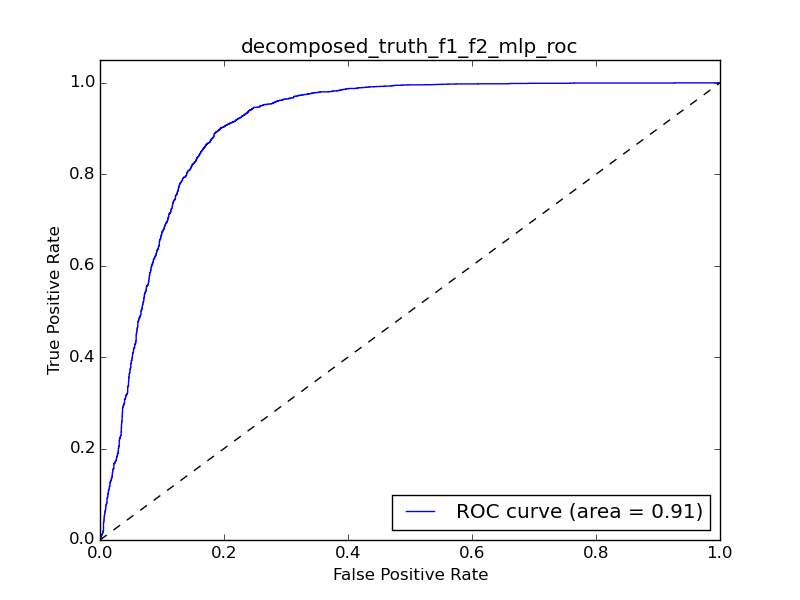 decomposed_truth_f1_f2_mlp_roc
1.0
0.8
0.6
0.4
0.2
0.0
True Positive Rate
ROC curve (area = 0.91)
0.0 0.2 0.4 0.6 0.8 1.0
False Positive Rate